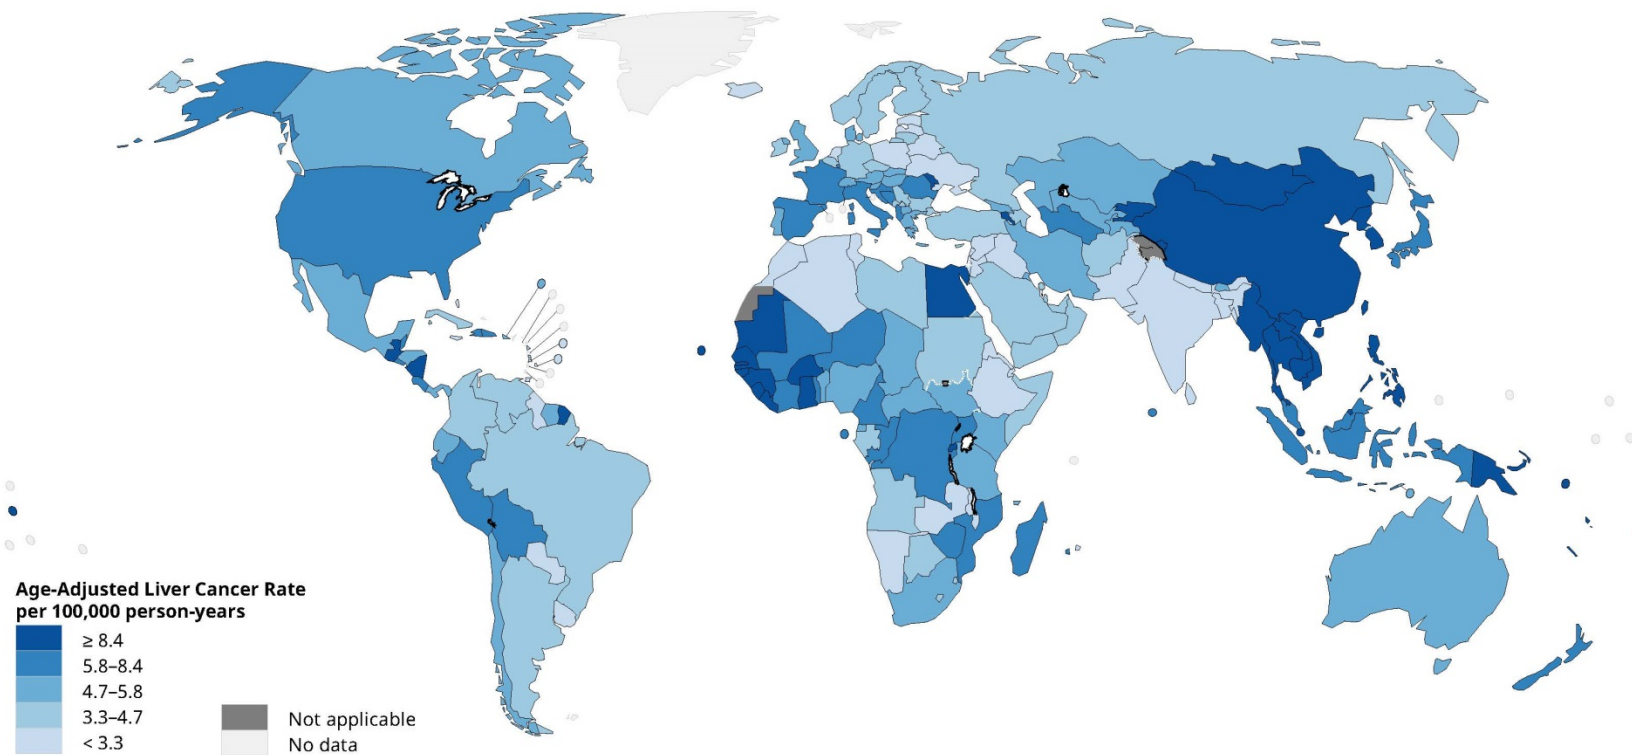 Age-Adjusted Liver Cancer Rate
per 100,000 person-years
≥ 8.4
5.8–8.4
4.7–5.8
3.3–4.7
< 3.3
Not applicable
No data